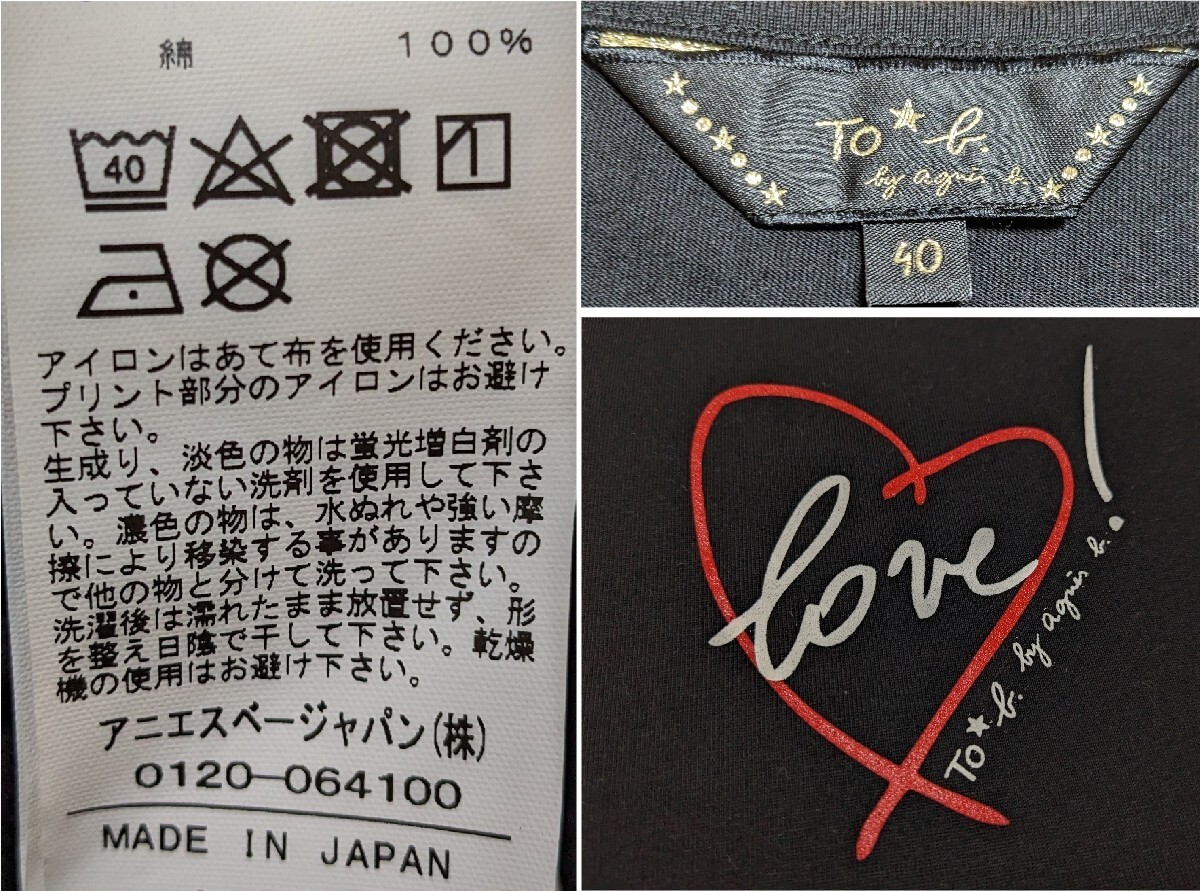 綿 100%
40
アイロンはあて布を使用ください。
プリント部分のアイロンはお避け
下さい。
生成り、淡色の物は蛍光増白剤の
入っていない洗剤を使用して下さ
い。濃色の物は、水ぬれや強い摩
擦により移染する事がありますの
で他の物と分けて洗って下さい。
洗濯後は濡れたまま放置せず、形
を整え日陰で干して下さい。乾燥
機の使用はお避け下さい。
アニエスベージャパン(株)
0120-064100
MADE IN JAPAN
TO★b.
by agnès b.
40
love!
TO★b. by agnès b.